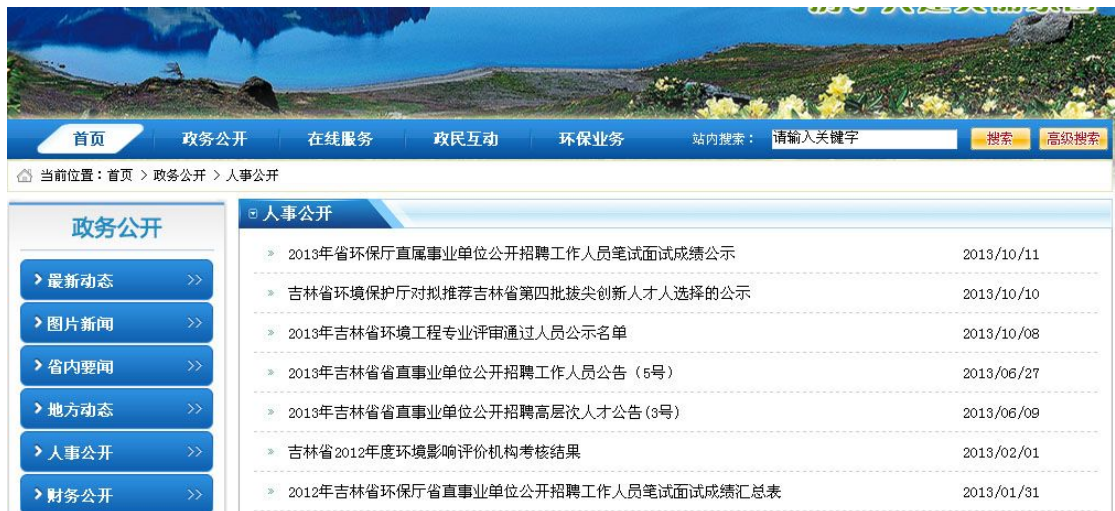 首页 政务公开 在线服务 政民互动 环保业务 站内搜索： 请输入关键字 搜索 高级搜索
当前位置：首页 > 政务公开 > 人事公开
政务公开
最新动态
图片新闻
省内要闻
地方动态
人事公开
财务公开
人事公开
2013年省环保厅直属事业单位公开招聘工作人员笔试面试成绩公示 2013/10/11
吉林省环境保护厅对拟推荐吉林省第四批拔尖创新人才人选择的公示 2013/10/10
2013年吉林省环境工程专业评审通过人员公示名单 2013/10/08
2013年吉林省省直事业单位公开招聘工作人员公告（5号） 2013/06/27
2013年吉林省省直事业单位公开招聘高层次人才公告(3号) 2013/06/09
吉林省2012年度环境影响评价机构考核结果 2013/02/01
2012年吉林省环保厅省直事业单位公开招聘工作人员笔试面试成绩汇总表 2013/01/31